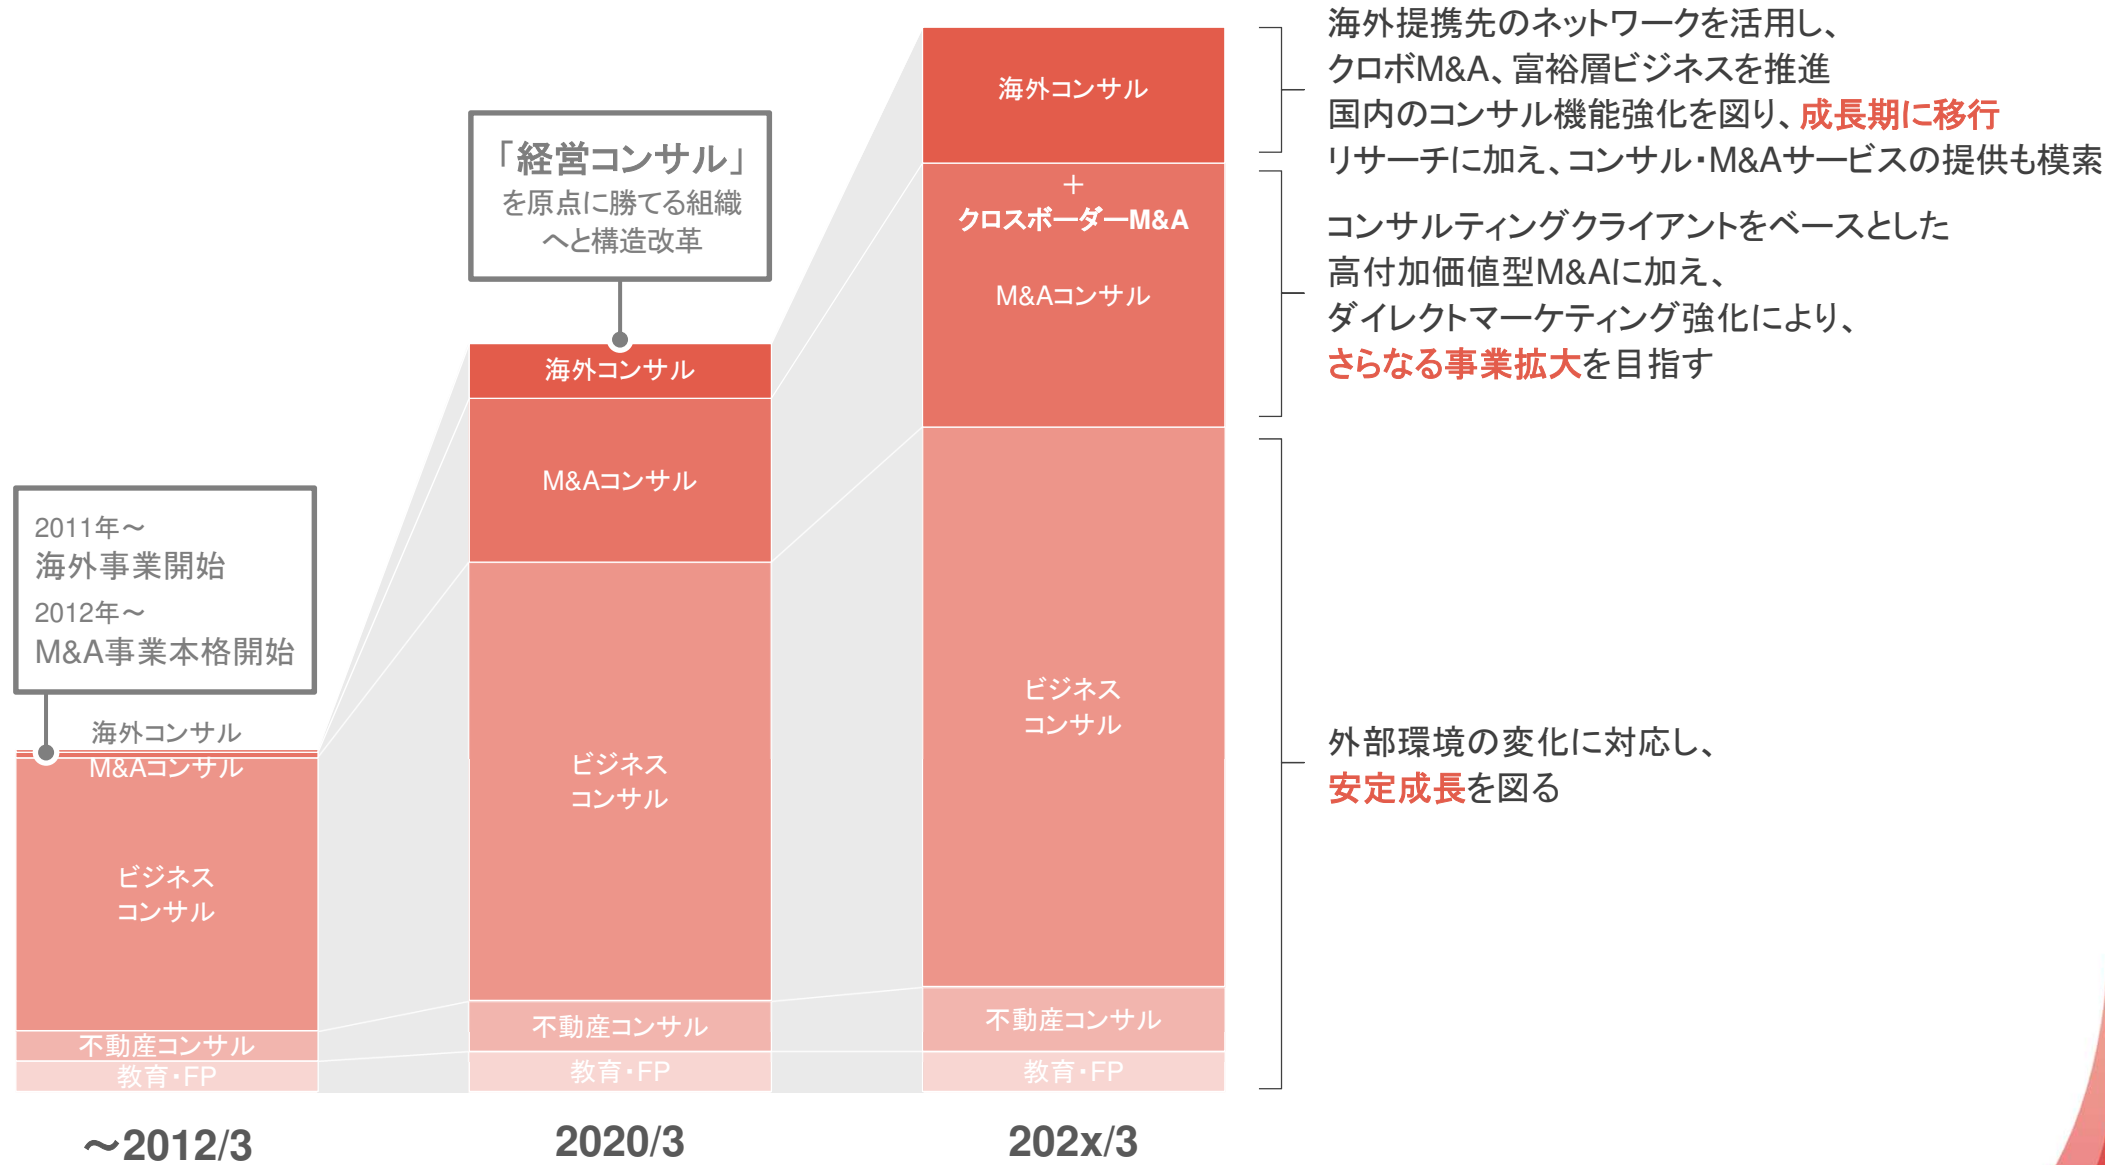 2011年～
海外事業開始
2012年～
M&A事業本格開始
海外コンサル
M&Aコンサル
ビジネス
コンサル
不動産コンサル
教育・FP
～2012/3
「経営コンサル」
を原点に勝てる組織
へと構造改革
海外コンサル
M&Aコンサル
ビジネス
コンサル
不動産コンサル
教育・FP
2020/3
海外コンサル
＋
クロスボーダーM&A
M&Aコンサル
ビジネス
コンサル
不動産コンサル
教育・FP
202x/3
海外提携先のネットワークを活用し、
クロボM&A、富裕層ビジネスを推進
国内のコンサル機能強化を図り、成長期に移行
リサーチに加え、コンサル・M&Aサービスの提供も模索
コンサルティングクライアントをベースとした
高付加価値型M&Aに加え、
ダイレクトマーケティング強化により、
さらなる事業拡大を目指す
外部環境の変化に対応し、
安定成長を図る